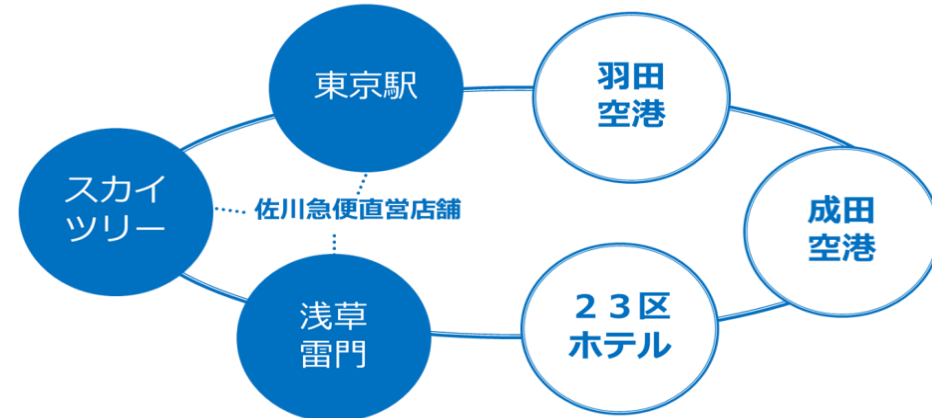 東京駅
羽田
空港
スカイ
ツリー
佐川急便直営店舗
成田
空港
浅草
雷門
２３区
ホテル